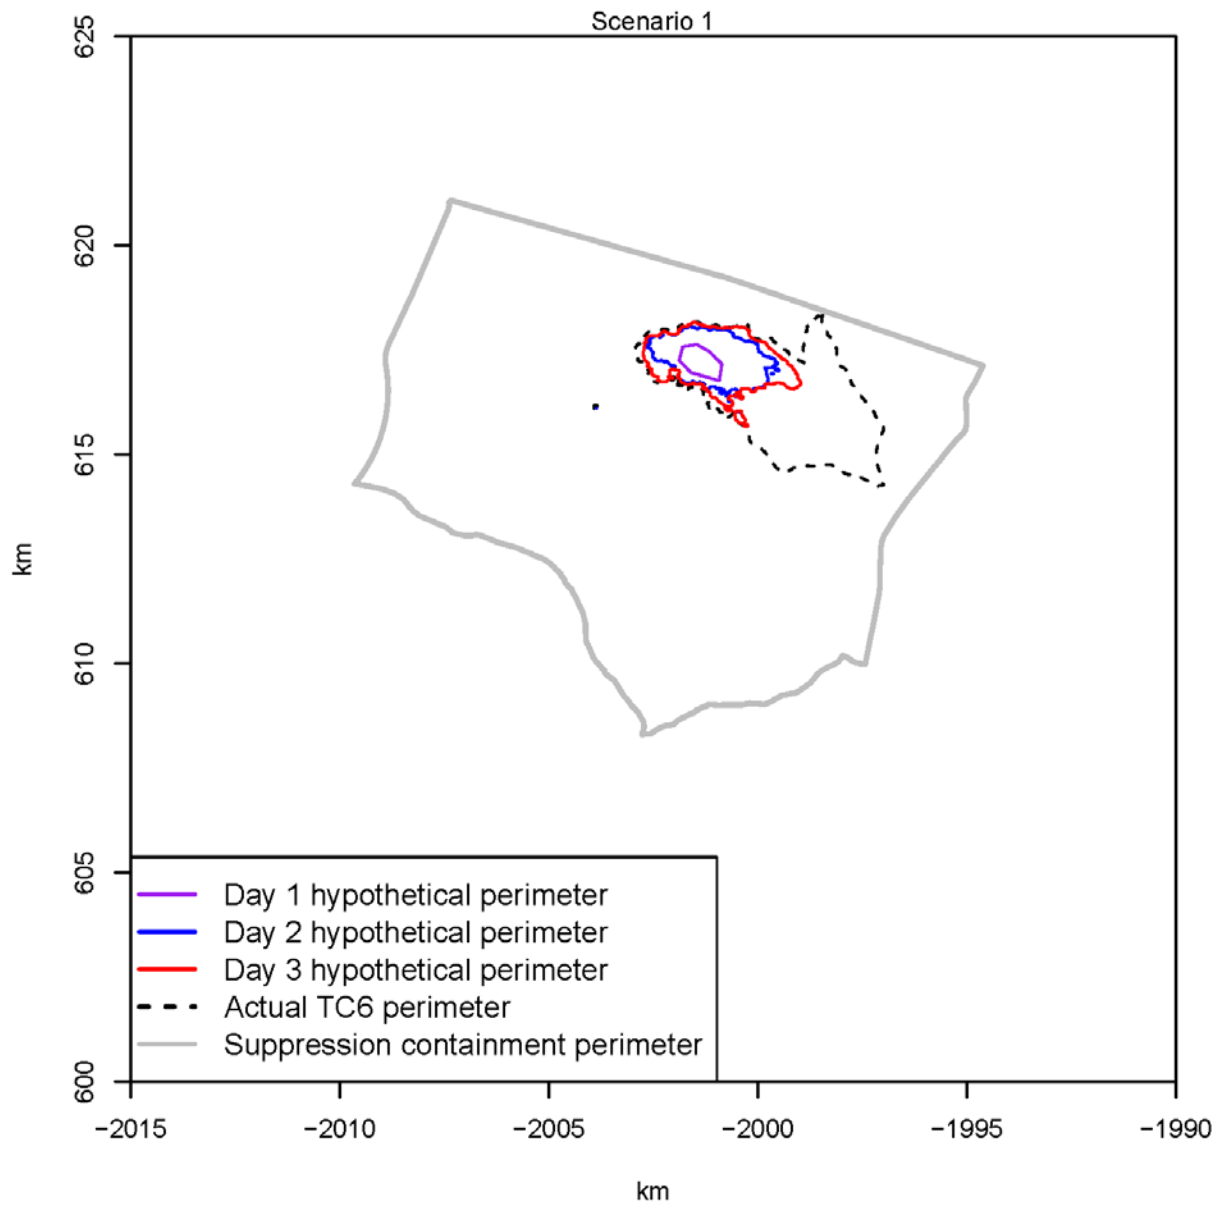 Scenario 1
625
620
615
610
605
600
km
Day 1 hypothetical perimeter
Day 2 hypothetical perimeter
Day 3 hypothetical perimeter
Actual TC6 perimeter
Suppression containment perimeter
−2015 −2010 −2005 −2000 −1995 −1990
km